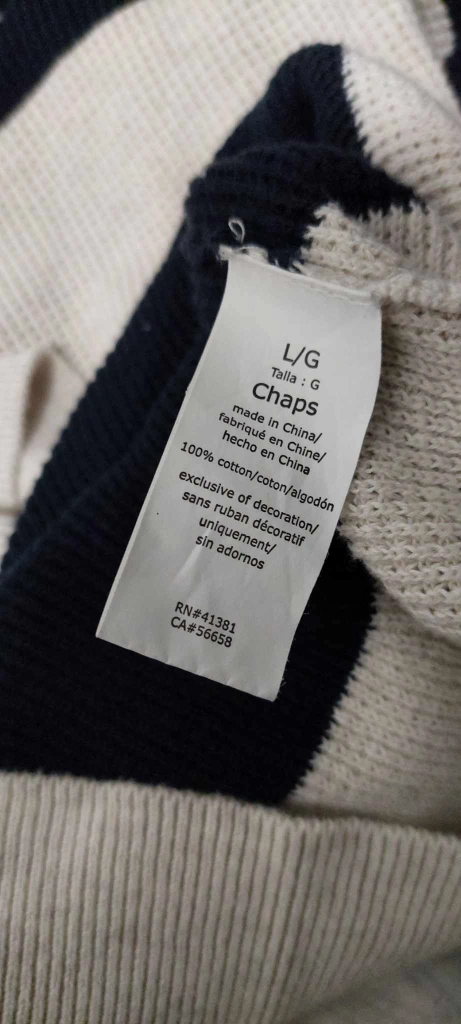 L/G
Talla : G
Chaps
made in China/
fabriqué en Chine/
hecho en China
100% cotton/coton/algodón
exclusive of decoration/
sans ruban décoratif
uniquement/
sin adornos
RN#41381
CA#56658